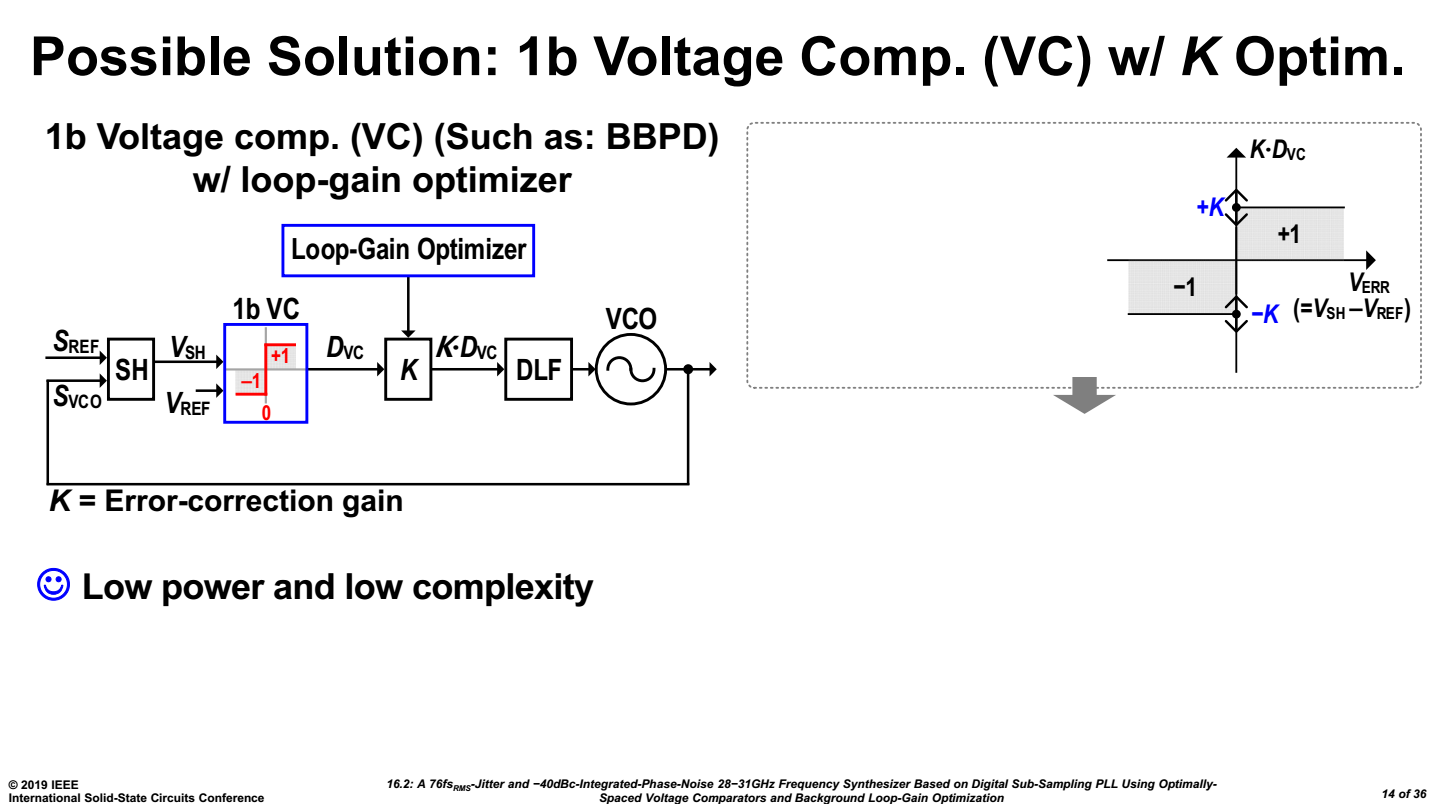 Possible Solution: 1b Voltage Comp. (VC) w/ K Optim.
1b Voltage comp. (VC) (Such as: BBPD)
w/ loop-gain optimizer
Loop-Gain Optimizer
1b VC
VCO
SREF
SVCO
SH
VSH
VREF
+1
−1
0
DVC
K
K·DVC
DLF
K = Error-correction gain
K·DVC
+K
+1
−1
−K
VERR
(=VSH−VREF)
Low power and low complexity
© 2019 IEEE
International Solid-State Circuits Conference
16.2: A 76fsRMS-Jitter and −40dBc-Integrated-Phase-Noise 28−31GHz Frequency Synthesizer Based on Digital Sub-Sampling PLL Using Optimally-
Spaced Voltage Comparators and Background Loop-Gain Optimization
14 of 36